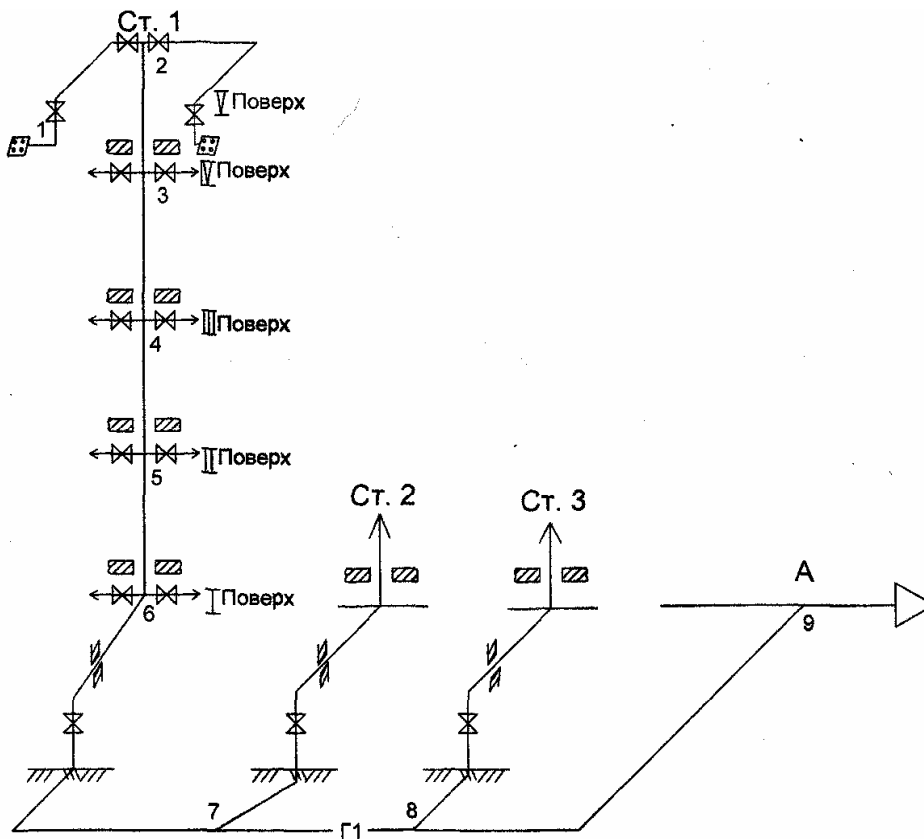 Ст. 1
2
V Поверх
1
IV Поверх
3
III Поверх
4
II Поверх
5
Ст. 2
Ст. 3
I Поверх
6
А
9
7
Г1
8